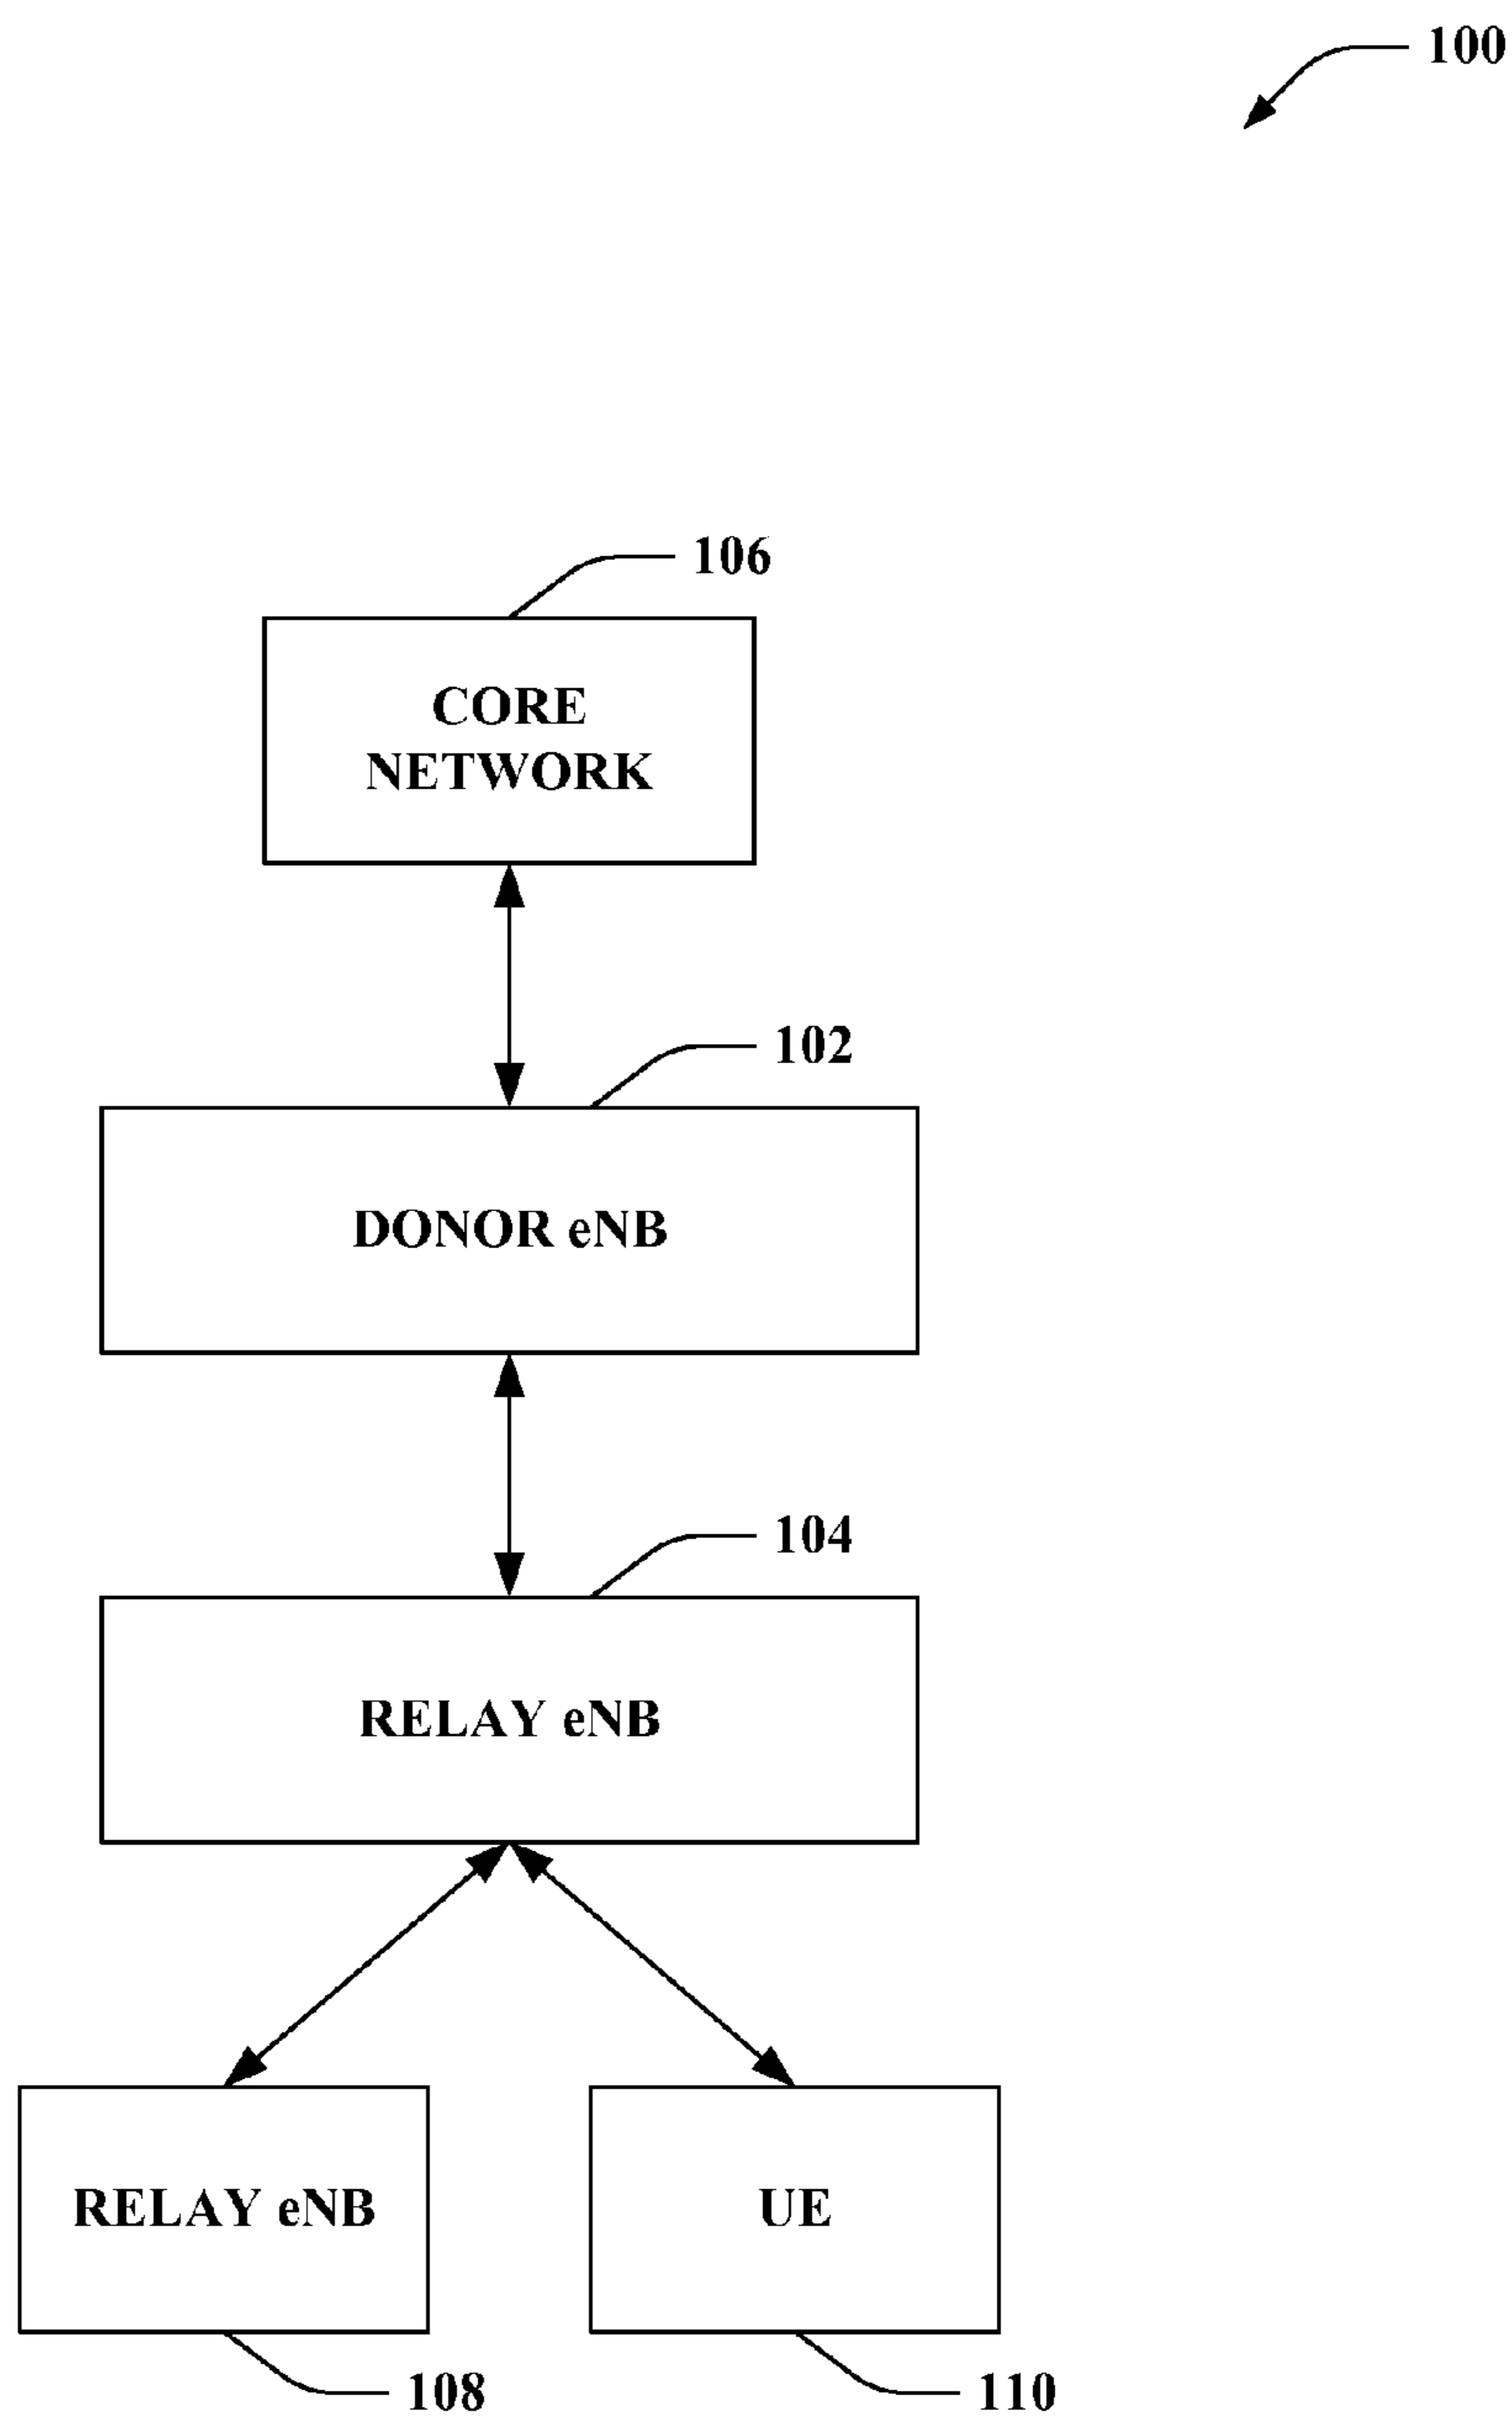 100
106
CORE
NETWORK
102
DONOR eNB
104
RELAY eNB
RELAY eNB
UE
108
110